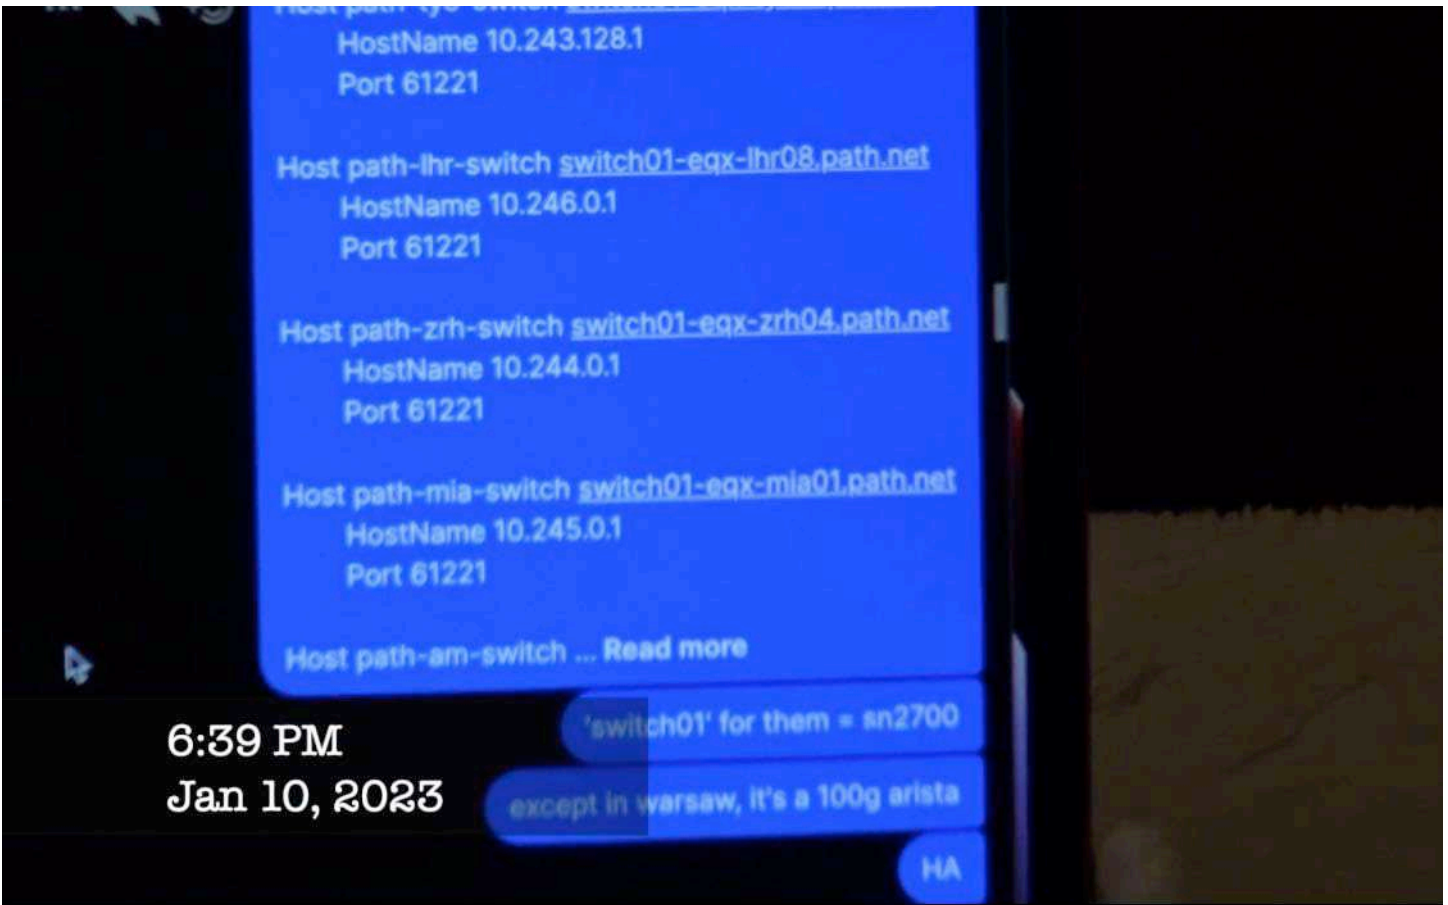 HostName 10.243.128.1
Port 61221
Host path-lhr-switch switch01-eqx-lhr08.path.net
HostName 10.246.0.1
Port 61221
Host path-zrh-switch switch01-eqx-zrh04.path.net
HostName 10.244.0.1
Port 61221
Host path-mia-switch switch01-eqx-mia01.path.net
HostName 10.245.0.1
Port 61221
Host path-am-switch ... Read more
'switch01' for them = sn2700
except in warsaw, it's a 100g arista
HA
6:39 PM
Jan 10, 2023